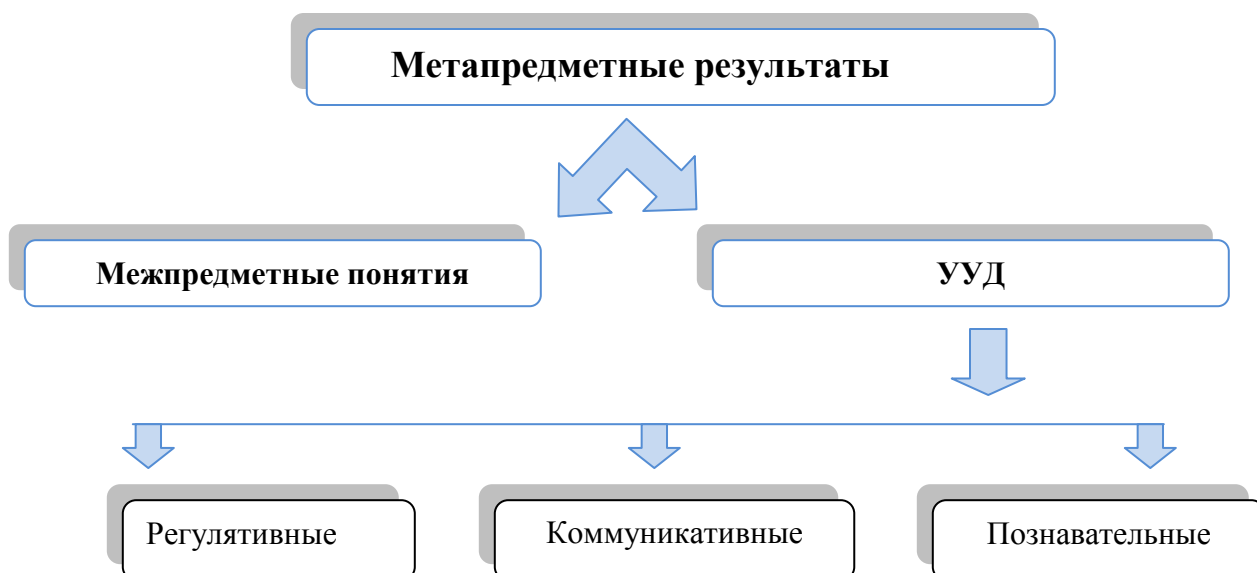 Метапредметные результаты
Межпредметные понятия
УУД
Регулятивные
Коммуникативные
Познавательные